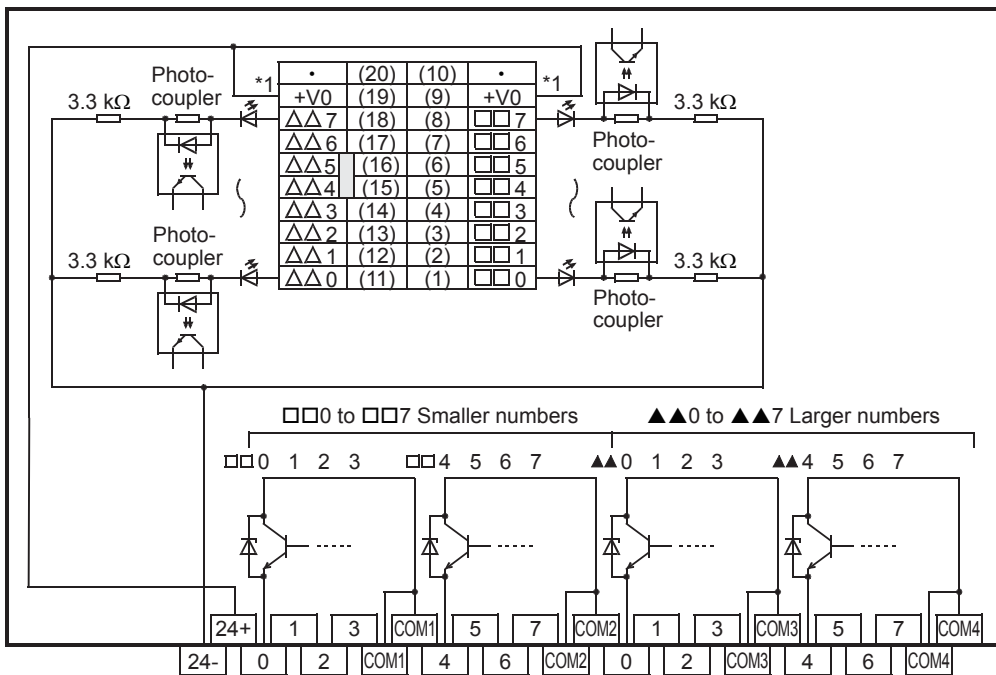 Photo-
coupler
3.3 kΩ
*1
• (20) (10) •
+V0 (19) (9) +V0
△△7 (18) (8) □□7
△△6 (17) (7) □□6
△△5 (16) (6) □□5
△△4 (15) (5) □□4
△△3 (14) (4) □□3
△△2 (13) (3) □□2
△△1 (12) (2) □□1
△△0 (11) (1) □□0
*1
Photo-
coupler
3.3 kΩ
Photo-
coupler
3.3 kΩ
3.3 kΩ
Photo-
coupler
□□0 to □□7 Smaller numbers
▲▲0 to ▲▲7 Larger numbers
□□0 1 2 3 □□4 5 6 7 ▲▲0 1 2 3 ▲▲4 5 6 7
24+ 1 3 COM1 5 7 COM2 1 3 COM3 5 7 COM4
24- 0 2 COM1 4 6 COM2 0 2 COM3 4 6 COM4